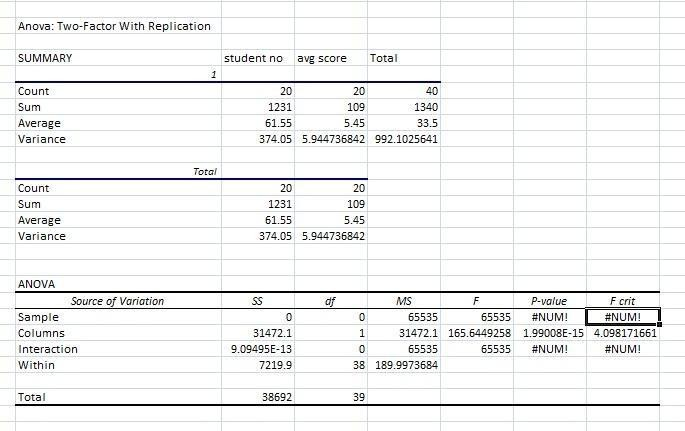 Anova: Two-Factor With Replication
SUMMARY student no avg score Total
1
Count 20 20 40
Sum 1231 109 1340
Average 61.55 5.45 33.5
Variance 374.05 5.944736842 992.1025641
Total
Count 20 20
Sum 1231 109
Average 61.55 5.45
Variance 374.05 5.944736842
ANOVA
Source of Variation SS df MS F P-value F crit
Sample 0 0 65535 65535 #NUM! #NUM!
Columns 31472.1 1 31472.1 165.6449258 1.99008E-15 4.098171661
Interaction 9.09495E-13 0 65535 65535 #NUM! #NUM!
Within 7219.9 38 189.9973684
Total 38692 39